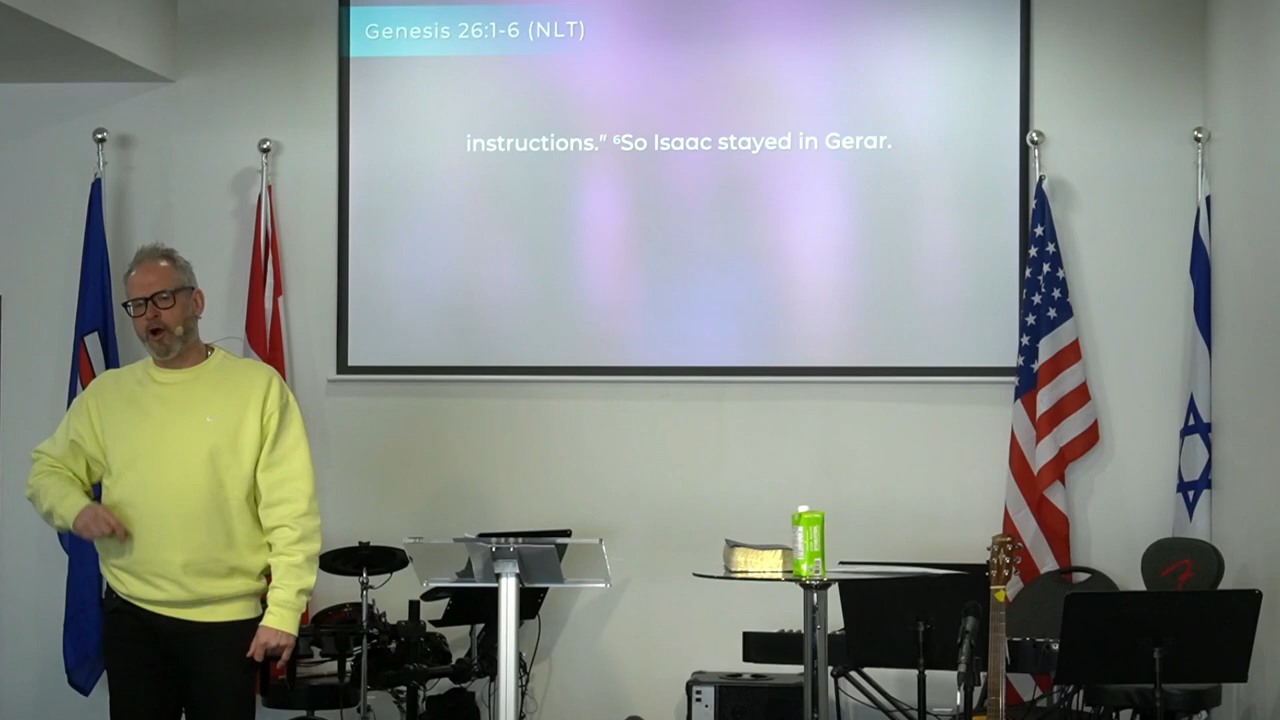 Genesis 26:1-6 (NLT)
instructions.” ⁶So Isaac stayed in Gerar.